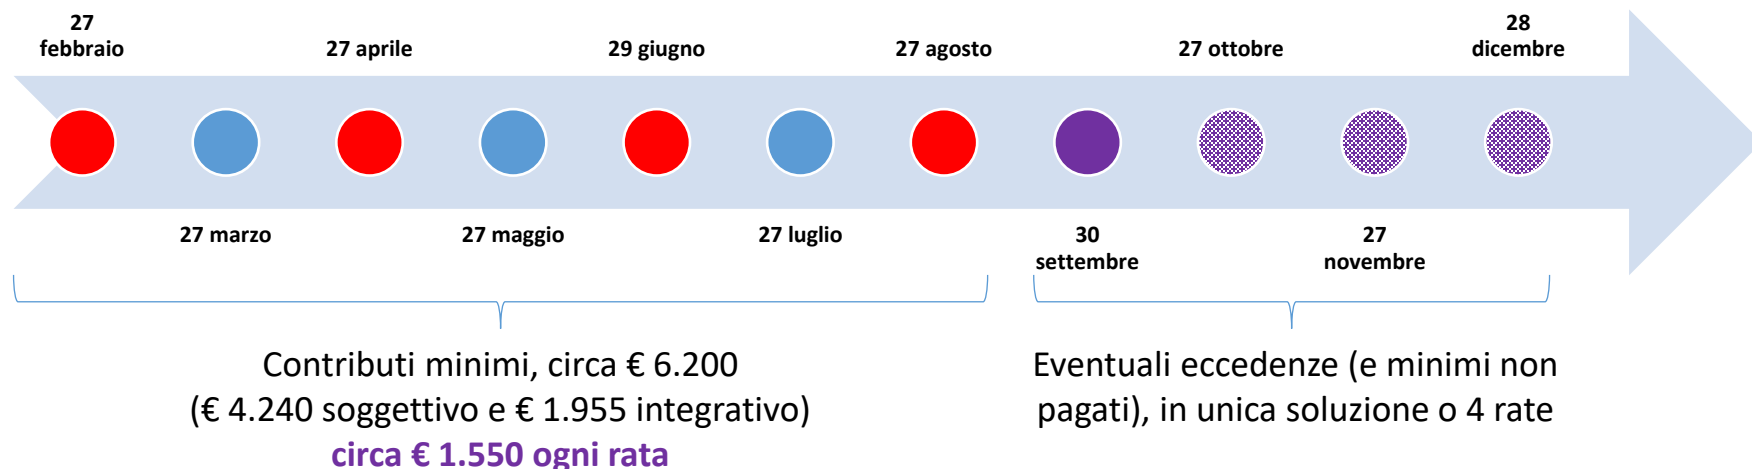 27
febbraio
27 aprile
29 giugno
27 agosto
27 ottobre
28
dicembre
27 marzo
27 maggio
27 luglio
30
settembre
27
novembre
Contributi minimi, circa € 6.200
(€ 4.240 soggettivo e € 1.955 integrativo)
circa € 1.550 ogni rata
Eventuali eccedenze (e minimi non
pagati), in unica soluzione o 4 rate